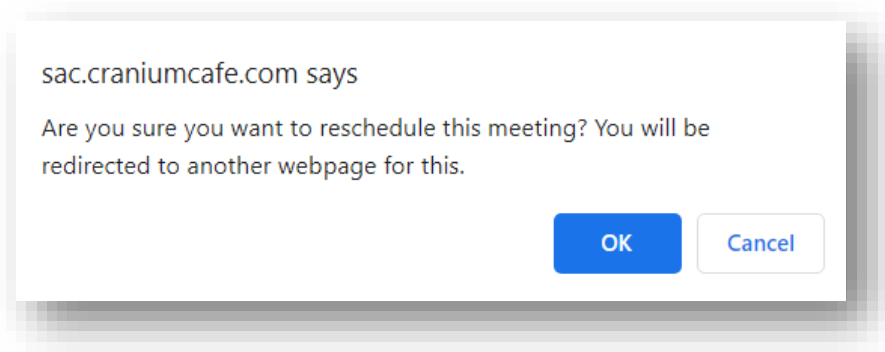 sac.craniumcafe.com says
Are you sure you want to reschedule this meeting? You will be
redirected to another webpage for this.
OK
Cancel